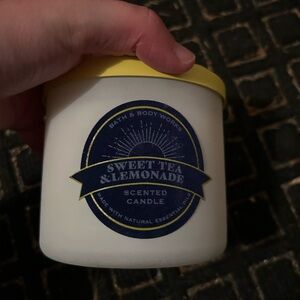 BATH & BODY WORKS
SWEET TEA
& LEMONADE
SCENTED
CANDLE
MADE WITH NATURAL ESSENTIAL OILS